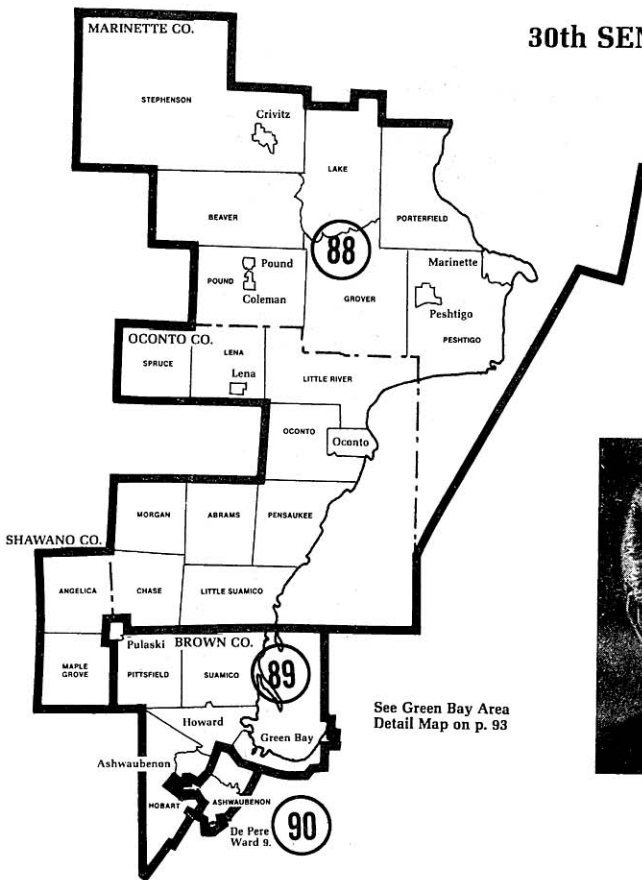 30th SEN
MARINETTE CO.
STEPHENSON
Crivitz
LAKE
BEAVER
PORTERFIELD
88
Marinette
Pound
POUND
Coleman
GROVER
Peshtigo
PESHTIGO
OCONTO CO.
SPRUCE
LENA
Lena
LITTLE RIVER
OCONTO
Oconto
MORGAN
ABRAMS
PENSAUKEE
SHAWANO CO.
ANGELICA
CHASE
LITTLE SUAMICO
Pulaski
BROWN CO.
MAPLE
GROVE
PITTSFIELD
SUAMICO
89
See Green Bay Area
Detail Map on p. 93
Howard
Green Bay
Ashwaubenon
HOBART
ASHWAUBENON
De Pere
Ward 9.
90